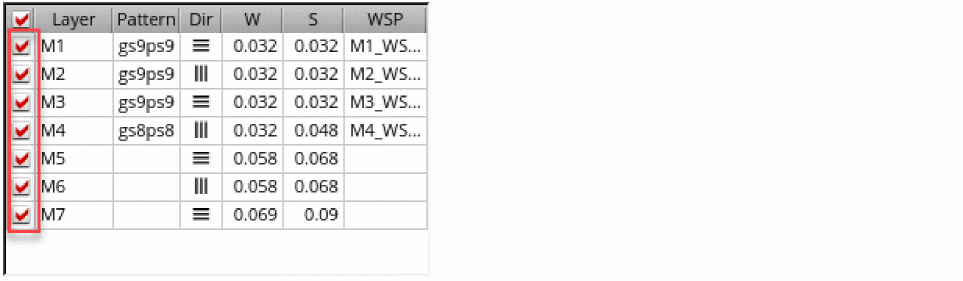 Layer Pattern Dir W S WSP
M1 gs9ps9 0.032 0.032 M1_WS...
M2 gs9ps9 0.032 0.032 M2_WS...
M3 gs9ps9 0.032 0.032 M3_WS...
M4 gs8ps8 0.032 0.048 M4_WS...
M5 0.058 0.068
M6 0.058 0.068
M7 0.069 0.09